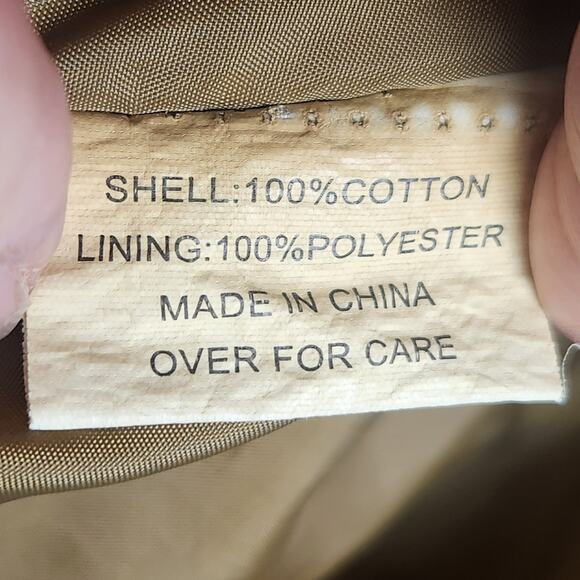 SHELL:100%COTTON
LINING:100%POLYESTER
MADE IN CHINA
OVER FOR CARE